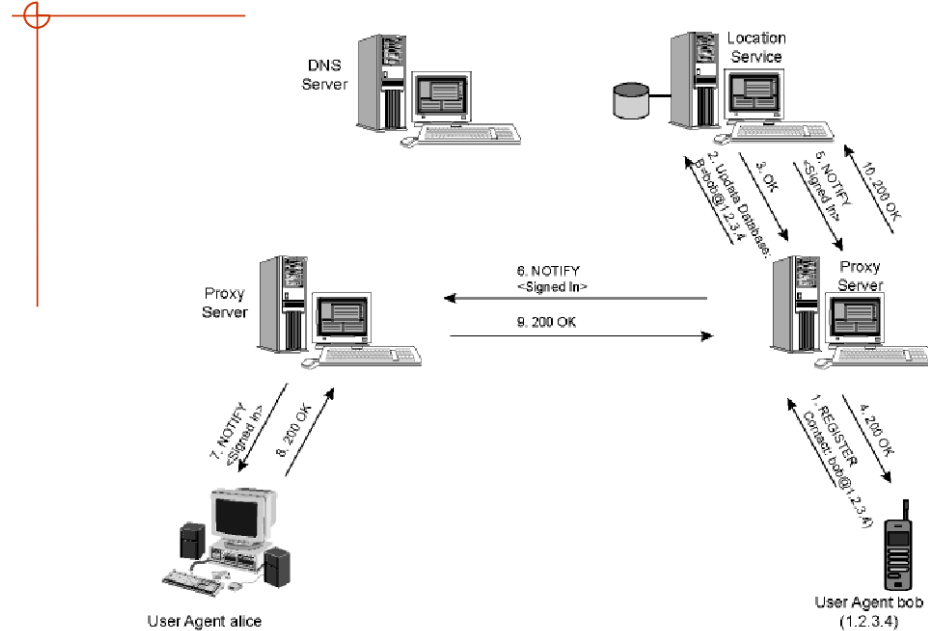 DNS
Server
Location
Service
2. Update Database:
B=bob@1.2.3.4
3. OK
5. NOTIFY
<Signed In>
10. 200 OK
Proxy
Server
6. NOTIFY
<Signed In>
9. 200 OK
Proxy
Server
7. NOTIFY
<Signed In>
8. 200 OK
1. REGISTER
Contact: bob@1.2.3.4)
4. 200 OK
User Agent alice
User Agent bob
(1.2.3.4)